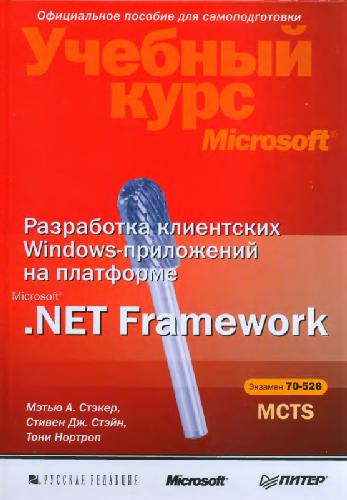 Официальное пособие для самоподготовки
Учебный
курс
Microsoft®
Разработка клиентских
Windows-приложений
на платформе
Microsoft®
.NET Framework
Экзамен 70-526
MCTS
Мэтью А. Стэкер,
Стивен Дж. Стэйн,
Тони Нортроп
РУССКАЯ РЕДАКЦИЯ
Microsoft®
ПИТЕР®